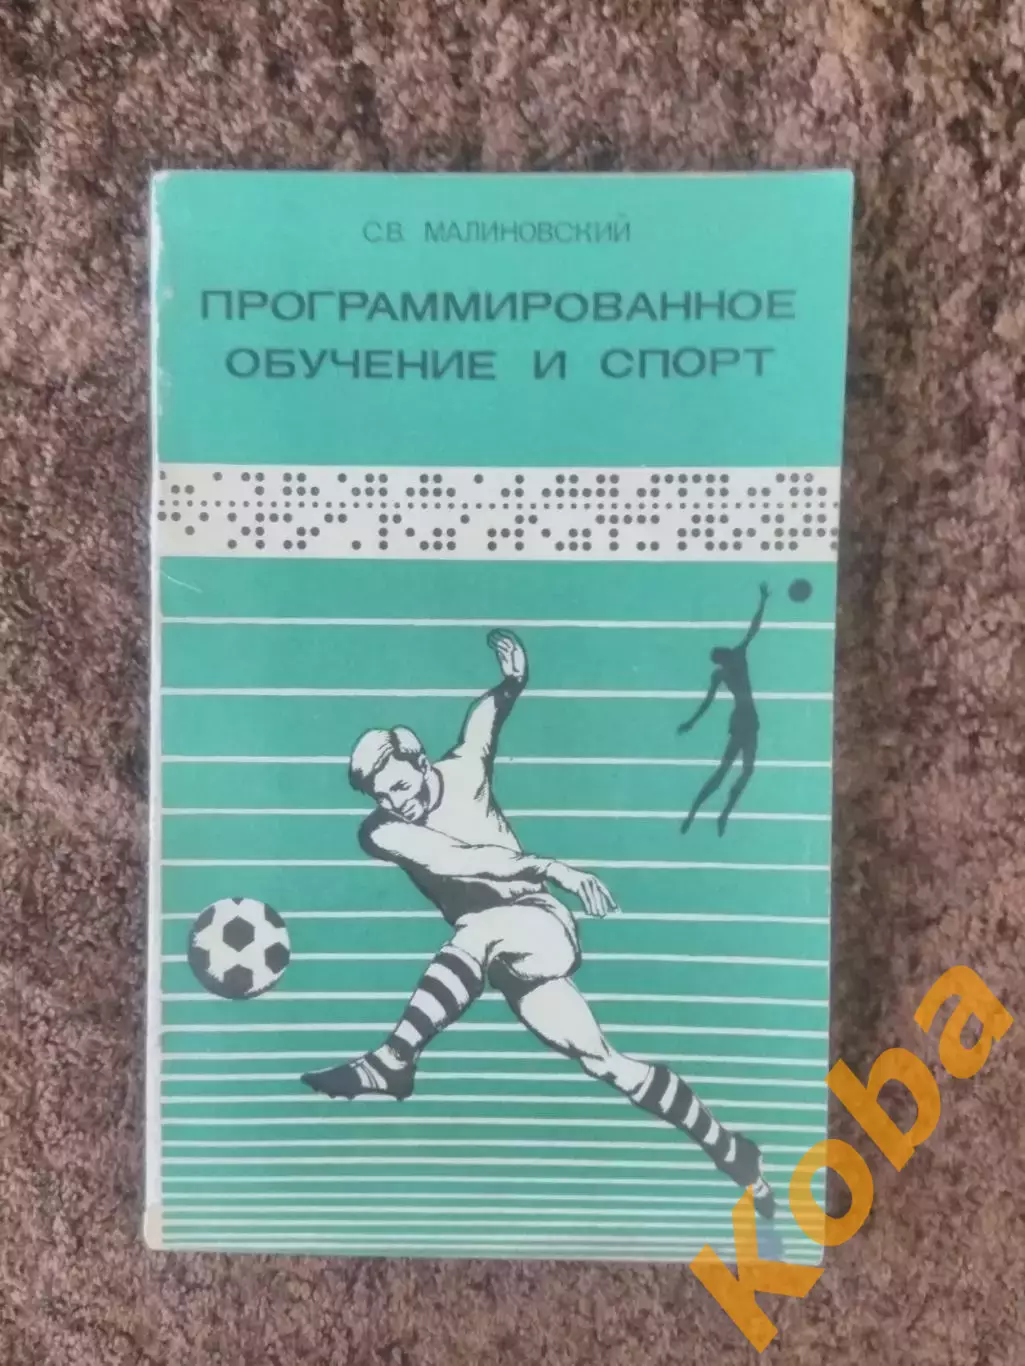 С.В. МАЛИНОВСКИЙ
ПРОГРАММИРОВАННОЕ
ОБУЧЕНИЕ И СПОРТ
Koba